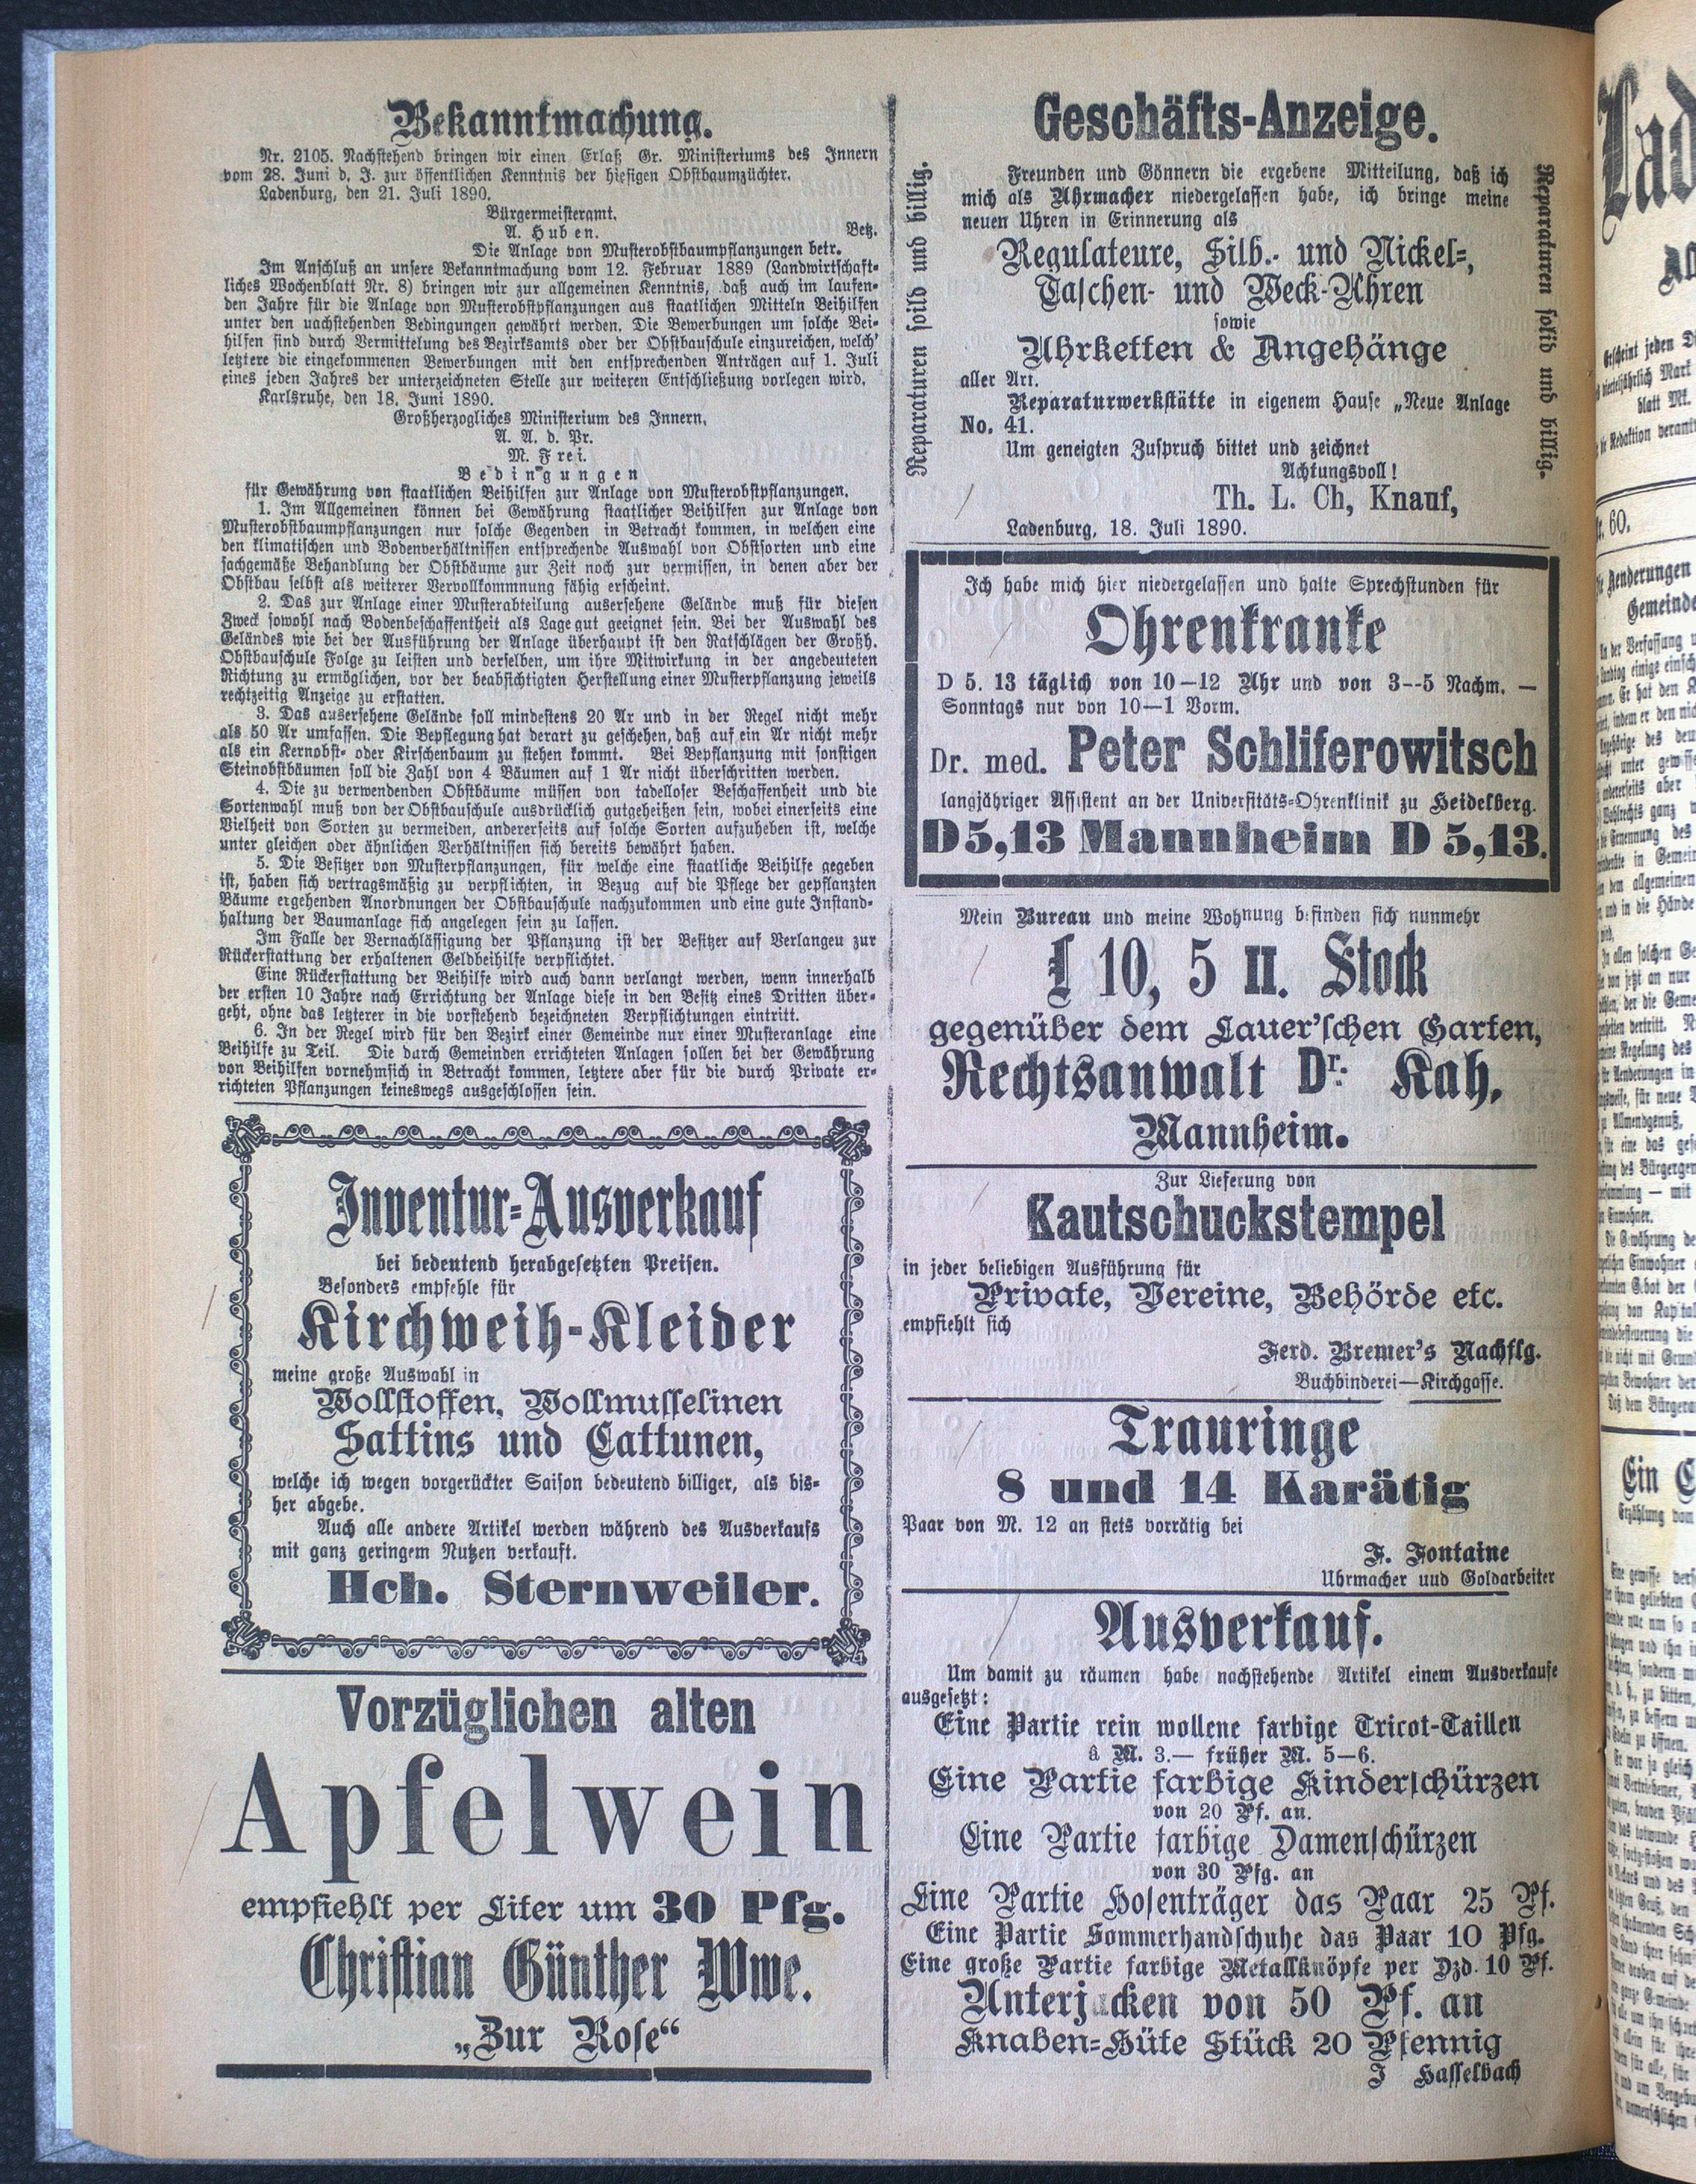 Bekanntmachung.
Nr. 2105. Nachstehend bringen wir einen Erlaß Gr. Ministeriums des Innern
vom 28. Juni d. J. zur öffentlichen Kenntnis der hiesigen Obstbaumzüchter.
Ladenburg, den 21. Juli 1890.
Bürgermeisteramt.
A. Huben. Betz.
Die Anlage von Musterobstbaumpflanzungen betr.
Im Anschluß an unsere Bekanntmachung vom 12. Februar 1889 (Landwirtschaft-
liches Wochenblatt Nr. 8) bringen wir zur allgemeinen Kenntnis, daß auch im laufen-
den Jahre für die Anlage von Musterobstpflanzungen aus staatlichen Mitteln Beihilfen
unter den uachstehenden Bedingungen gewährt werden. Die Bewerbungen um solche Bei-
hilfen sind durch Vermittelung des Bezirksamts oder der Obstbauschule einzureichen, welch'
letztere die eingekommenen Bewerbungen mit den entsprechenden Anträgen auf 1. Juli
eines jeden Jahres der unterzeichneten Stelle zur weiteren Entschließung vorlegen wird.
Karlsruhe, den 18. Juni 1890.
Großherzogliches Ministerium des Innern,
A. A. d. Pr.
M. Frei.
Bedingungen
für Gewährung von staatlichen Beihilfen zur Anlage von Musterobstpflanzungen.
1. Im Allgemeinen können bei Gewährung staatlicher Beihilfen zur Anlage von
Musterobstbaumpflanzungen nur solche Gegenden in Betracht kommen, in welchen eine
den klimatischen und Bodenverhältnissen entsprechende Auswahl von Obstsorten und eine
sachgemäße Behandlung der Obstbäume zur Zeit noch zur vermissen, in denen aber der
Obstbau selbst als weiterer Vervollkommnung fähig erscheint.
2. Das zur Anlage einer Musterabteilung ausersehene Gelände muß für diesen
Zweck sowohl nach Bodenbeschaffentheit als Lage gut geeignet sein. Bei der Auswahl des
Geländes wie bei der Ausführung der Anlage überhaupt ist den Ratschlägen der Großh.
Obstbauschule Folge zu leisten und derselben, um ihre Mitwirkung in der angedeuteten
Richtung zu ermöglichen, vor der beabsichtigten Herstellung einer Musterpflanzung jeweils
rechtzeitig Anzeige zu erstatten.
3. Das ausersehene Gelände soll mindestens 20 Ar und in der Regel nicht mehr
als 50 Ar umfassen. Die Bepflegung hat derart zu geschehen, daß auf ein Ar nicht mehr
als ein Kernobst- oder Kirschenbaum zu stehen kommt. Bei Bepflanzung mit sonstigen
Steinobstbäumen soll die Zahl von 4 Bäumen auf 1 Ar nicht überschritten werden.
4. Die zu verwendenden Obstbäume müssen von tadelloser Beschaffenheit und die
Sortenwahl muß von der Obstbauschule ausdrücklich gutgeheißen sein, wobei einerseits eine
Vielheit von Sorten zu vermeiden, andererseits auf solche Sorten aufzuheben ist, welche
unter gleichen oder ähnlichen Verhältnissen sich bereits bewährt haben.
5. Die Besitzer von Musterpflanzungen, für welche eine staatliche Beihilfe gegeben
ist, haben sich vertragsmäßig zu verpflichten, in Bezug auf die Pflege der gepflanzten
Bäume ergehenden Anordnungen der Obstbauschule nachzukommen und eine gute Instand-
haltung der Baumanlage sich angelegen sein zu lassen.
Im Falle der Vernachlässigung der Pflanzung ist der Besitzer auf Verlangeu zur
Rückerstattung der erhaltenen Geldbeihilfe verpflichtet.
Eine Rückerstattung der Beihilfe wird auch dann verlangt werden, wenn innerhalb
der ersten 10 Jahre nach Errichtung der Anlage diese in den Besitz eines Dritten über-
geht, ohne das letzterer in die vorstehend bezeichneten Verpflichtungen eintritt.
6. In der Regel wird für den Bezirk einer Gemeinde nur einer Musteranlage eine
Beihilfe zu Teil. Die durch Gemeinden errichteten Anlagen sollen bei der Gewährung
von Beihilfen vornehmlich in Betracht kommen, letztere aber für die durch Private er-
richteten Pflanzungen keineswegs ausgeschlossen sein.
Inventur-Ausverkauf
bei bedeutend herabgesetzten Preisen.
Besonders empfehle für
Kirchweih-Kleider
meine große Auswahl in
Wollstoffen, Wollmusselinen
Sattins und Cattunen,
welche ich wegen vorgerückter Saison bedeutend billiger, als bis-
her abgebe.
Auch alle andere Artikel werden während des Ausverkaufs
mit ganz geringem Nutzen verkauft.
Hch. Sternweiler.
Vorzüglichen alten
Apfelwein
empfiehlt per Liter um 30 Pfg.
Christian Günther Wwe.
„Zur Rose“
Geschäfts-Anzeige.
Reparaturen soild und billig.
Freunden und Gönnern die ergebene Mitteilung, daß ich
mich als Uhrmacher niedergelassen habe, ich bringe meine
neuen Uhren in Erinnerung als
Regulateure, Silb.- und Nickel-,
Taschen- und Weck-Uhren
sowie
Uhrketten & Angehänge
aller Art.
Reparaturwerkstätte in eigenem Hause „Neue Anlage
No. 41.
Um geneigten Zuspruch bittet und zeichnet
Achtungsvoll!
Th. L. Ch, Knauf,
Ladenburg, 18. Juli 1890.
Reparaturen solid und billig.
Ich habe mich hier niedergelassen und halte Sprechstunden für
Ohrenkranke
D 5. 13 täglich von 10—12 Uhr und von 3--5 Nachm. —
Sonntags nur von 10—1 Vorm.
Dr. med. Peter Schliferowitsch
langjähriger Assistent an der Universitäts-Ohrenklinik zu Heidelberg.
D 5,13 Mannheim D 5,13.
Mein Bureau und meine Wohnung befinden sich nunmehr
10, 5 II. Stock
gegenüber dem Lauer'schen Garten,
Rechtsanwalt Dr. Kah,
Mannheim.
Zur Lieferung von
Kautschuckstempel
in jeder beliebigen Ausführung für
Private, Vereine, Behörde etc.
empfiehlt sich
Ferd. Bremer's Nachflg.
Buchbinderei—Kirchgasse.
Trauringe
8 und 14 Karätig
Paar von M. 12 an stets vorrätig bei
F. Fontaine
Uhrmacher uud Goldarbeiter
Ausverkauf.
Um damit zu räumen habe nachstehende Artikel einem Ausverkaufe
ausgesetzt:
Eine Partie rein wollene farbige Tricot-Taillen
â M. 3.— früher M. 5—6.
Eine Partie farbige Kinderschürzen
von 20 Pf. an.
Eine Partie farbige Damenschürzen
von 30 Pfg. an
Eine Partie Hosenträger das Paar 25 Pf.
Eine Partie Sommerhandschuhe das Paar 10 Pfg.
Eine große Partie farbige Metallknöpfe per Dzd. 10 Pf.
Unterjacken von 50 Pf. an
Knaben-Hüte Stück 20 Pfennig
J Hasselbach